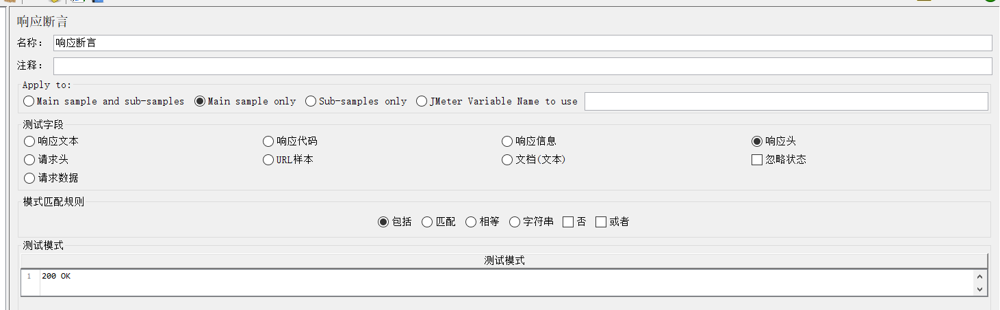 响应断言
名称： 响应断言
注释：
Apply to:
Main sample and sub-samples Main sample only Sub-samples only JMeter Variable Name to use
测试字段
响应文本 响应代码 响应信息 响应头
请求头 URL样本 文档(文本) 忽略状态
请求数据
模式匹配规则
包括 匹配 相等 字符串 否 或者
测试模式
测试模式
1 200 OK